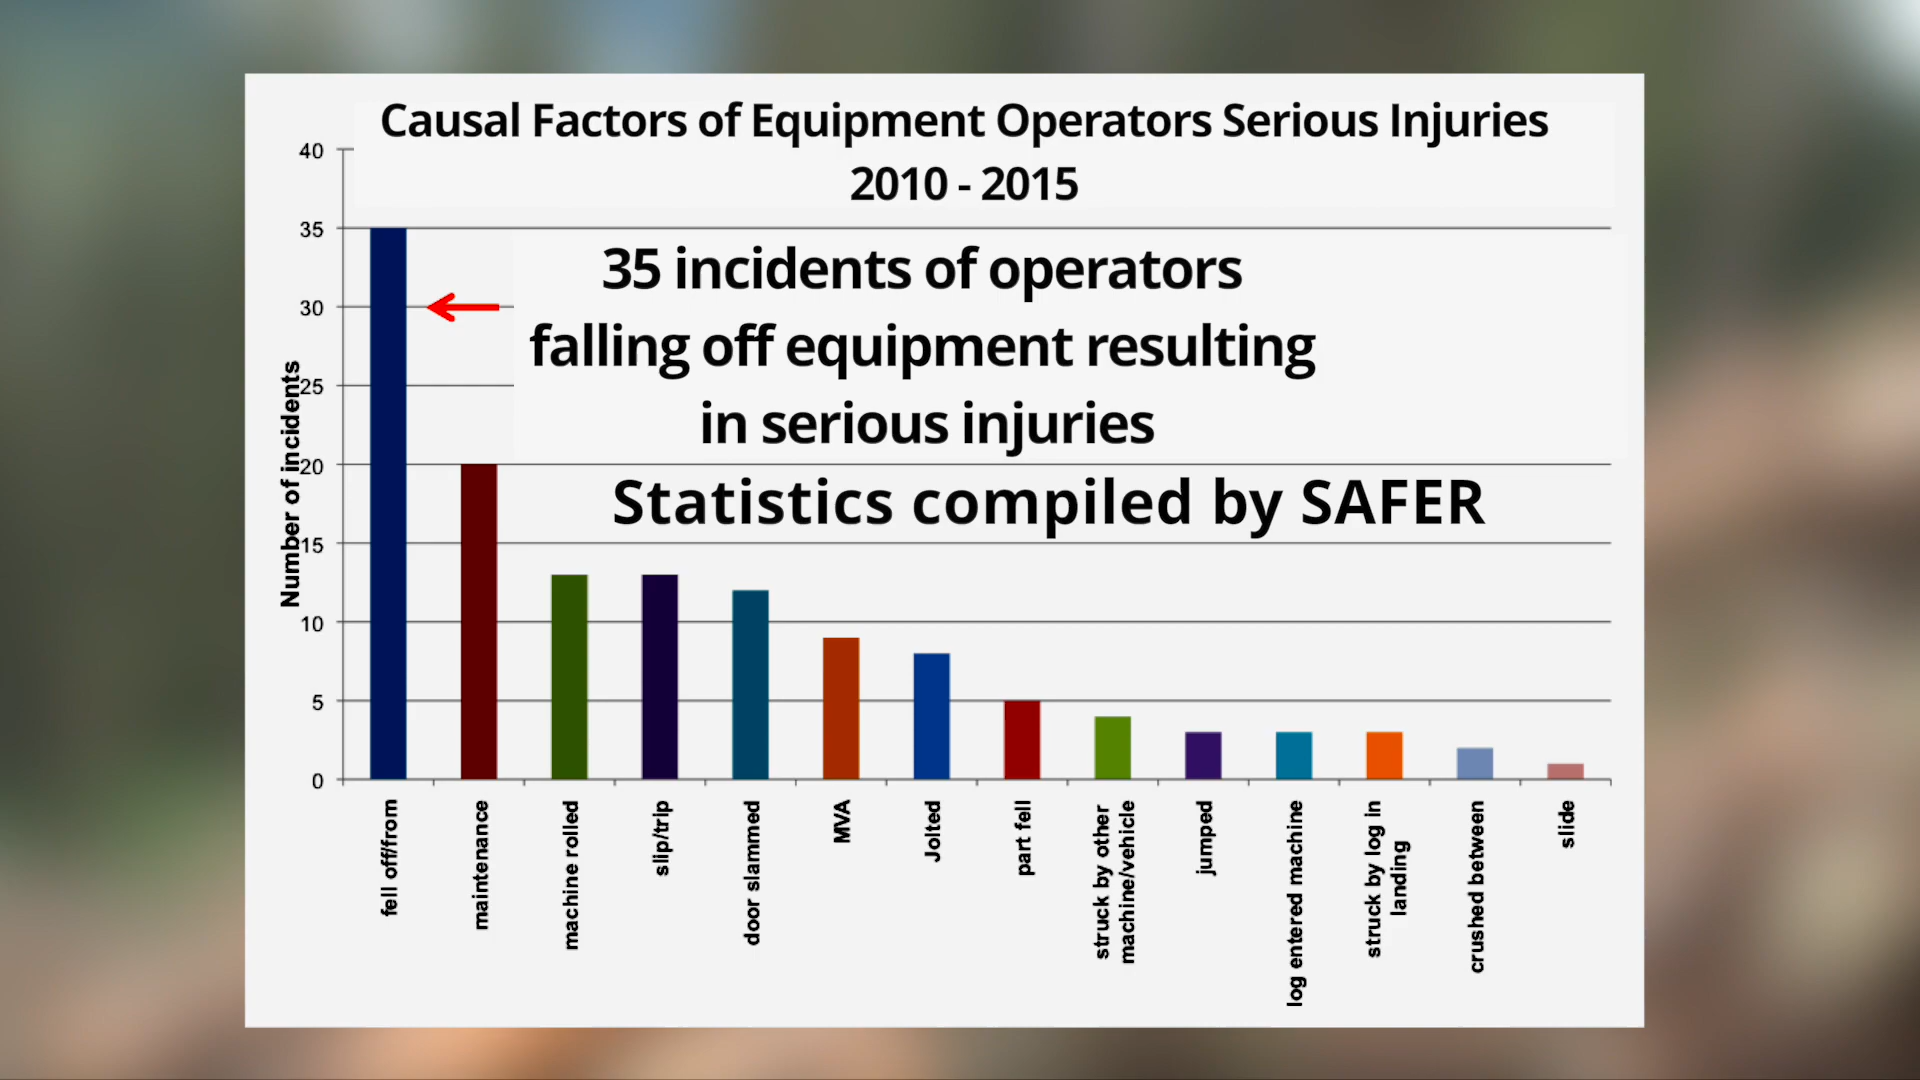 Causal Factors of Equipment Operators Serious Injuries
2010 - 2015
35 incidents of operators
falling off equipment resulting
in serious injuries
Statistics compiled by SAFER
Number of incidents
40
35
30
25
20
15
10
5
0
fell off/from
maintenance
machine rolled
slip/trip
door slammed
MVA
Jolted
part fell
struck by other
machine/vehicle
jumped
log entered machine
struck by log in
landing
crushed between
slide